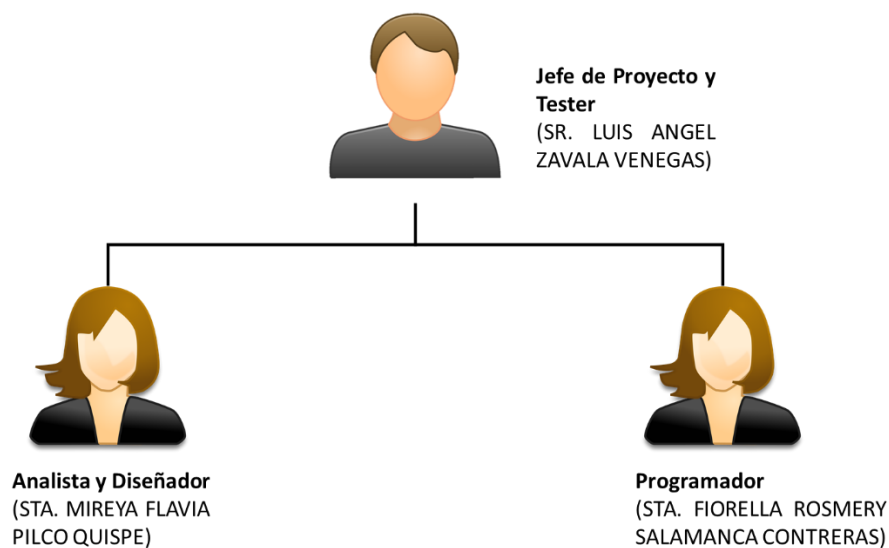 Jefe de Proyecto y
Tester
(SR. LUIS ANGEL
ZAVALA VENEGAS)
Analista y Diseñador
(STA. MIREYA FLAVIA
PILCO QUISPE)
Programador
(STA. FIORELLA ROSMERY
SALAMANCA CONTRERAS)